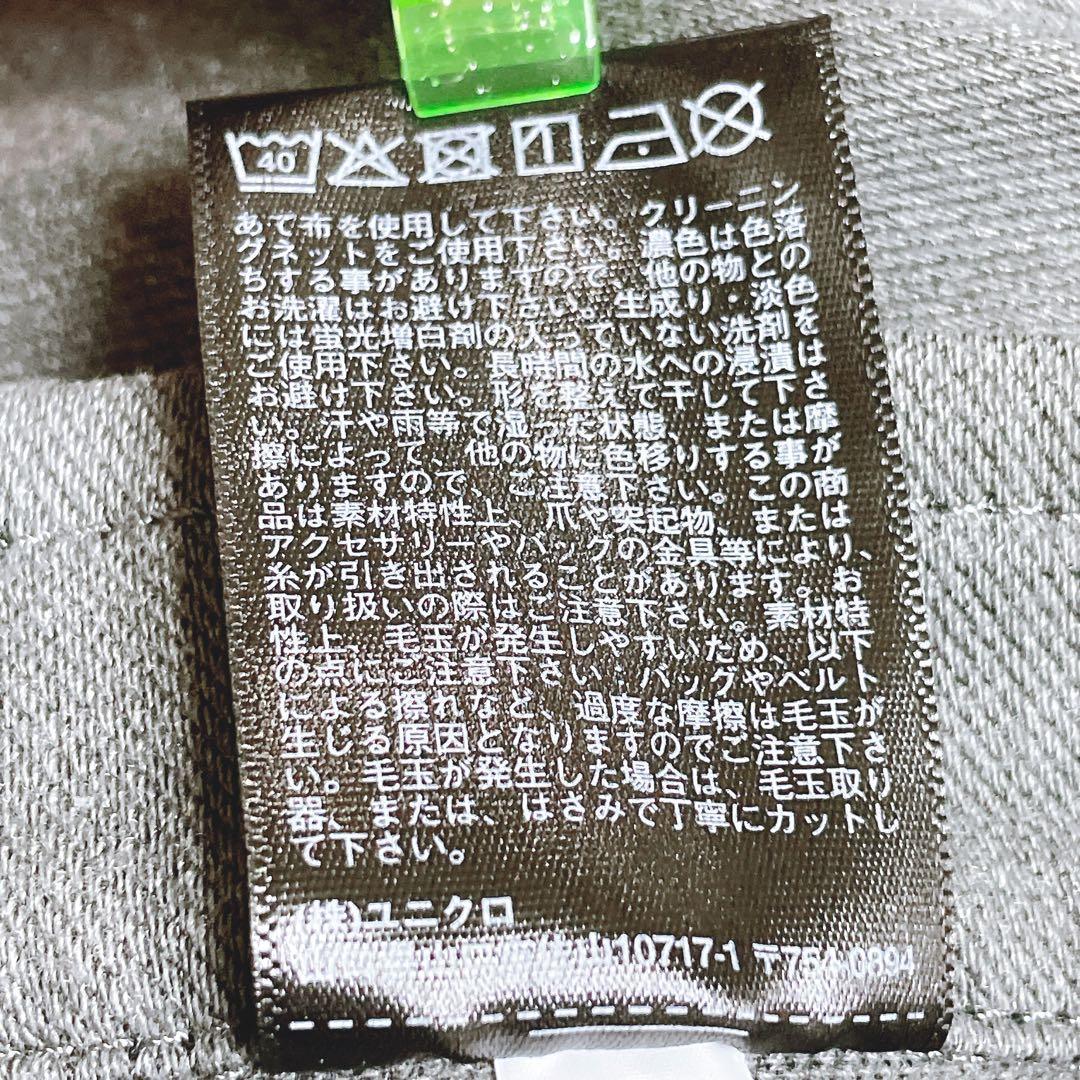 40
あて布を使用して下さい。クリーニン
グネットをご使用下さい。濃色は色落
ちする事がありますので他の物との
お洗濯はお避け下さい。生成り・淡色
には蛍光増白剤の入っていない洗剤を
ご使用下さい。長時間の水への浸漬は
お避け下さい。形を整えて干して下さ
い。汗や雨等で湿った状態、または摩
擦によって、他の物に色移りする事が
ありますので、ご注意下さい。この商
品は素材の特性上、爪や突起物、または
アクセサリーやバッグの金具等により、
糸が引き出されることがあります。お
取り扱いの際はご注意下さい。素材特
性上、毛玉が発生しやすいため、以下
の点にご注意下さい。バッグやベルト
による擦れなど、過度な摩擦は毛玉が
生じる原因となりますのでご注意下さ
い。毛玉が発生した場合は、毛玉取り
器、または、はさみで丁寧にカットし
て下さい。
(株)ユニクロ
山10717-1 〒754-0894